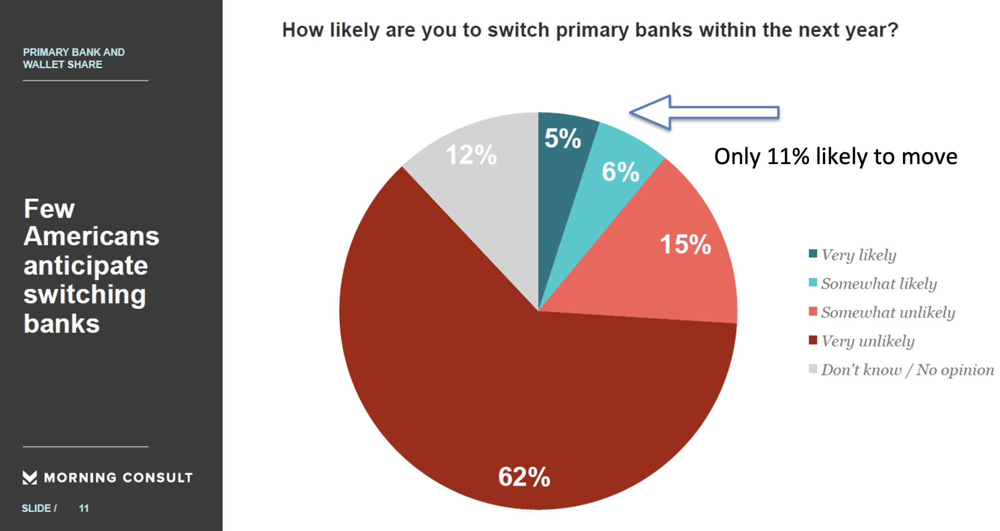 PRIMARY BANK AND
WALLET SHARE
Few
Americans
anticipate
switching
banks
MORNING CONSULT
SLIDE / 11
How likely are you to switch primary banks within the next year?
5%
6%
12%
15%
62%
Only 11% likely to move
Very likely
Somewhat likely
Somewhat unlikely
Very unlikely
Don't know / No opinion